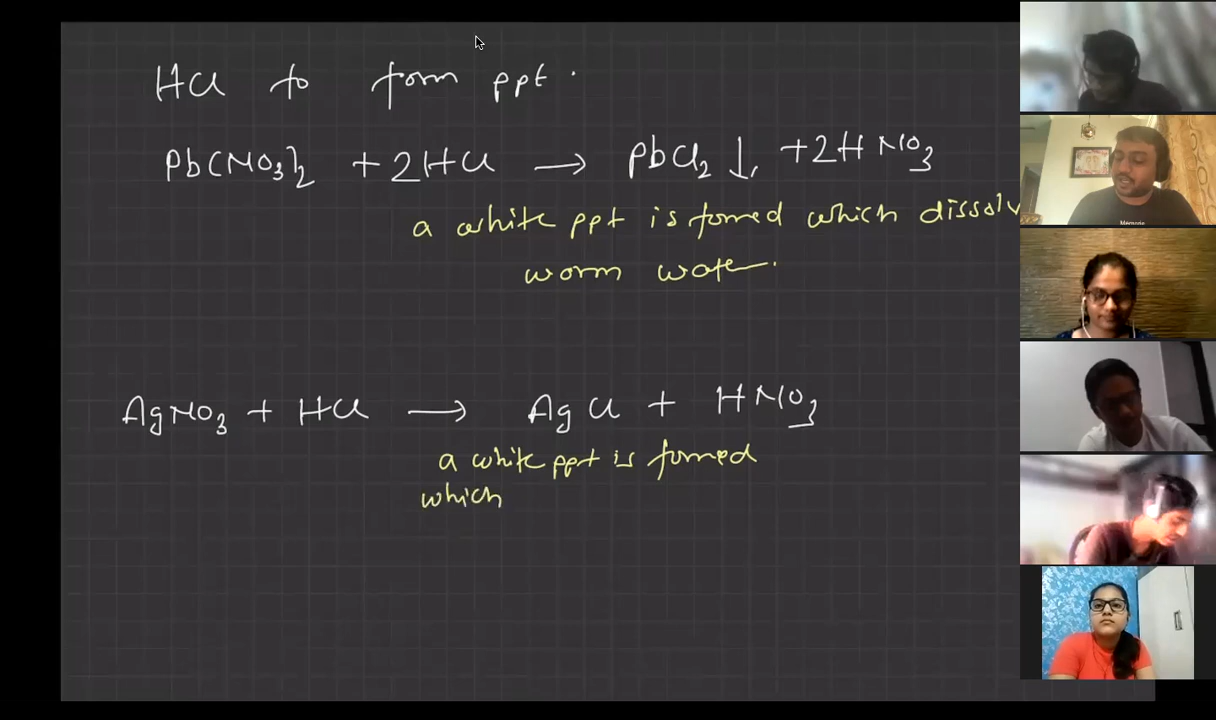 HCl to form ppt.
Pb(NO3)2 + 2HCl → PbCl2 ↓, + 2HNO3
a white ppt is formed which dissolv
worm water.
AgNO3 + HCl → AgCl + HNO3
a white ppt is formed
which